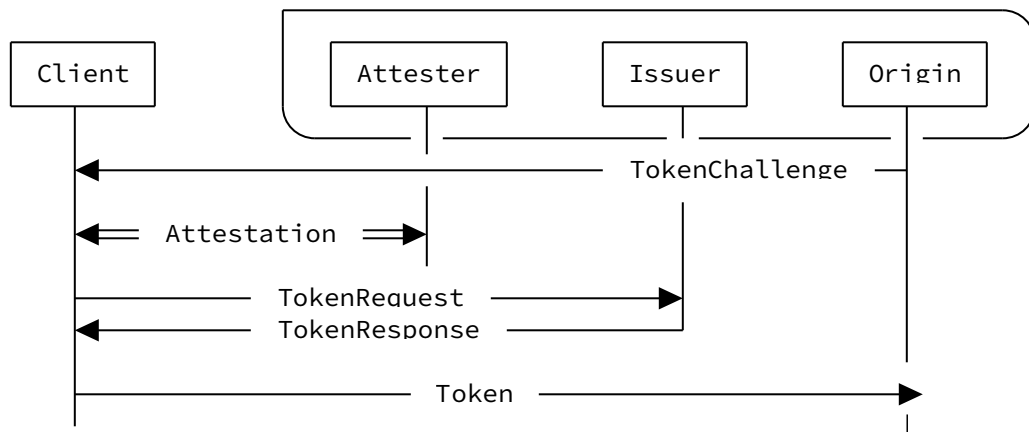 Client Attester Issuer Origin
TokenChallenge
Attestation
TokenRequest
TokenResponse
Token